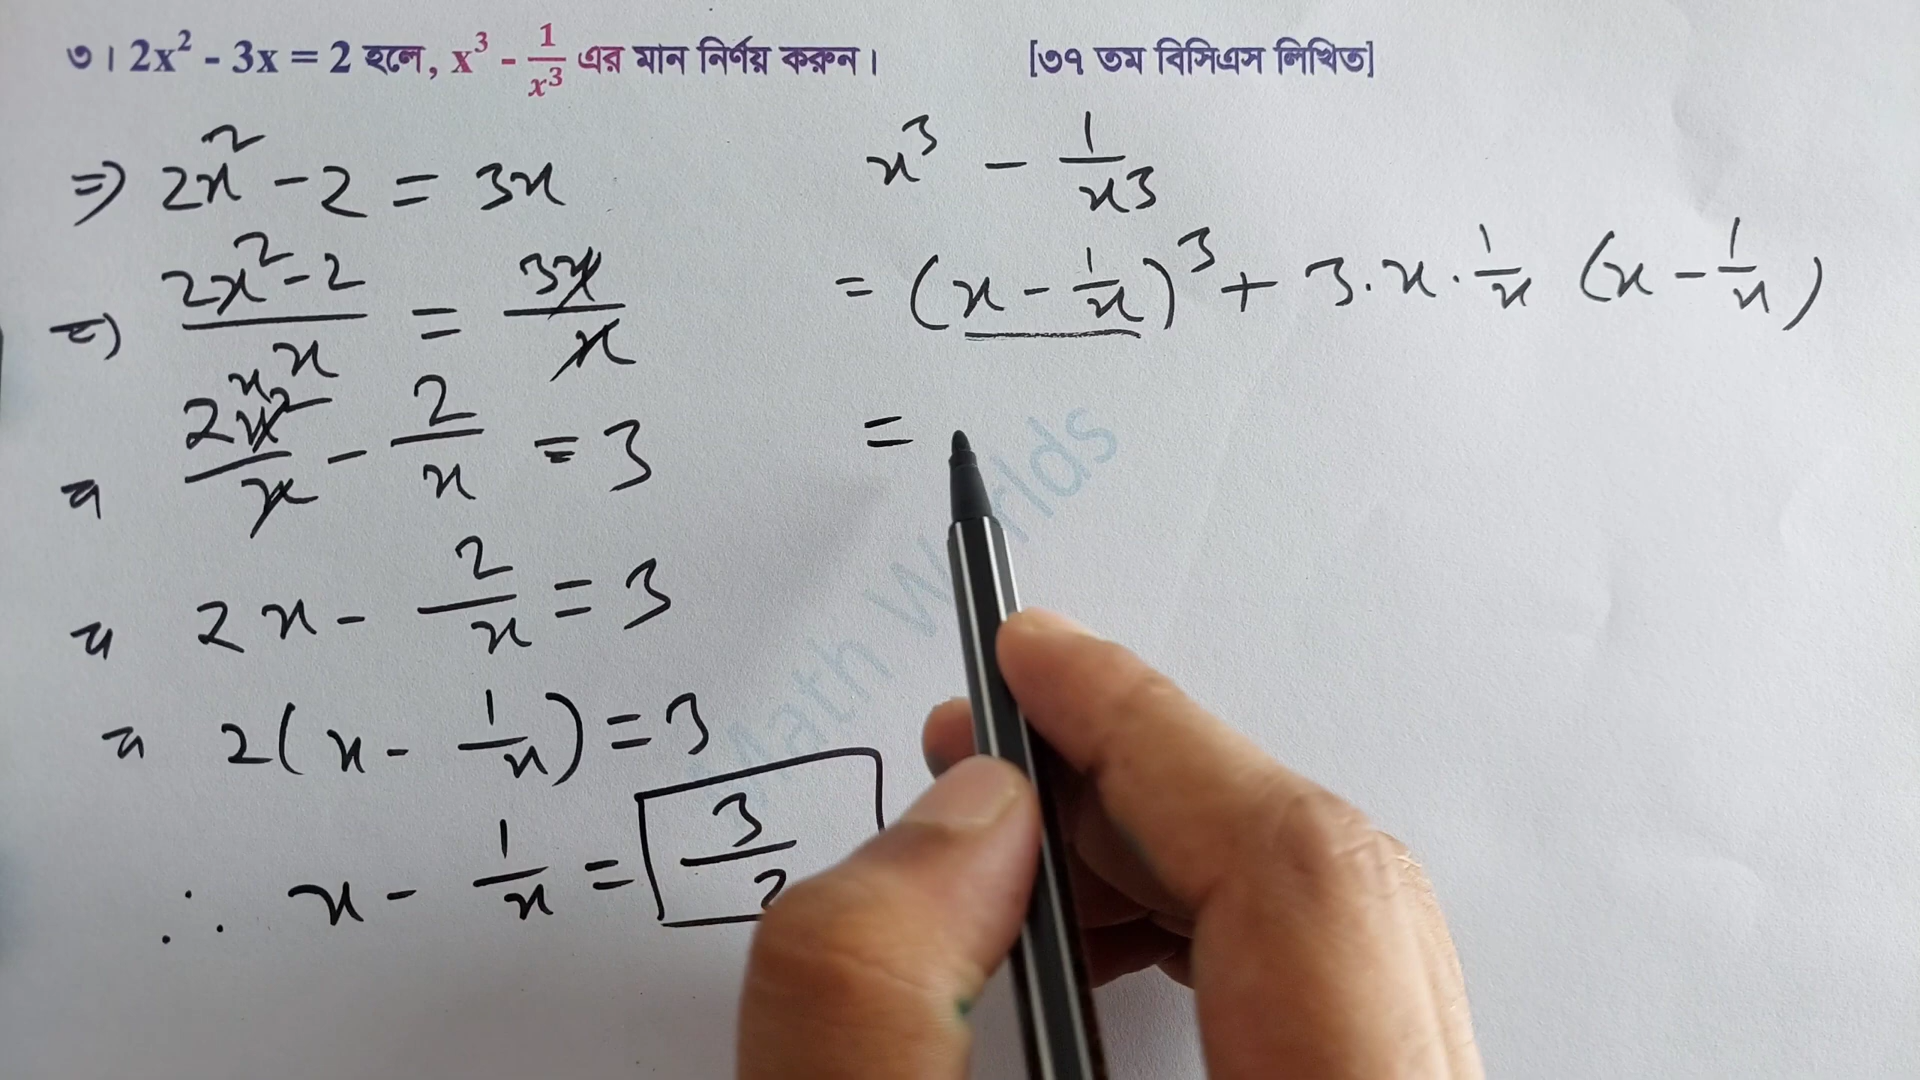 ৩। 2x² - 3x = 2 হলে, x³ - 1/x³ এর মান নির্ণয় করুন। [৩৭ তম বিসিএস লিখিত]
⇒ 2x² - 2 = 3x
⇒ (2x² - 2)/x = 3x/x
বা 2x²/x - 2/x = 3
বা 2x - 2/x = 3
বা 2(x - 1/x) = 3
∴ x - 1/x = 3/2
x³ - 1/x³
= (x - 1/x)³ + 3.x.1/x (x - 1/x)
=
Math Worlds